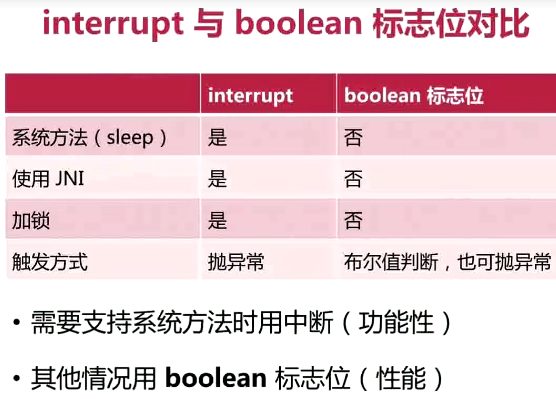 interrupt 与 boolean 标志位对比
interrupt boolean 标志位
系统方法（sleep） 是 否
使用 JNI 是 否
加锁 是 否
触发方式 抛异常 布尔值判断，也可抛异常
• 需要支持系统方法时用中断（功能性）
• 其他情况用 boolean 标志位（性能）